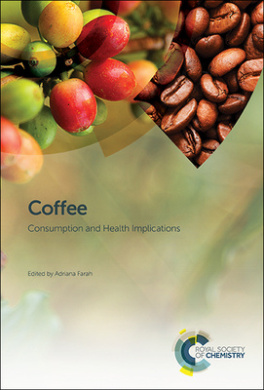 Coffee
Consumption and Health Implications
Edited by Adriana Farah
ROYAL SOCIETY
OF CHEMISTRY